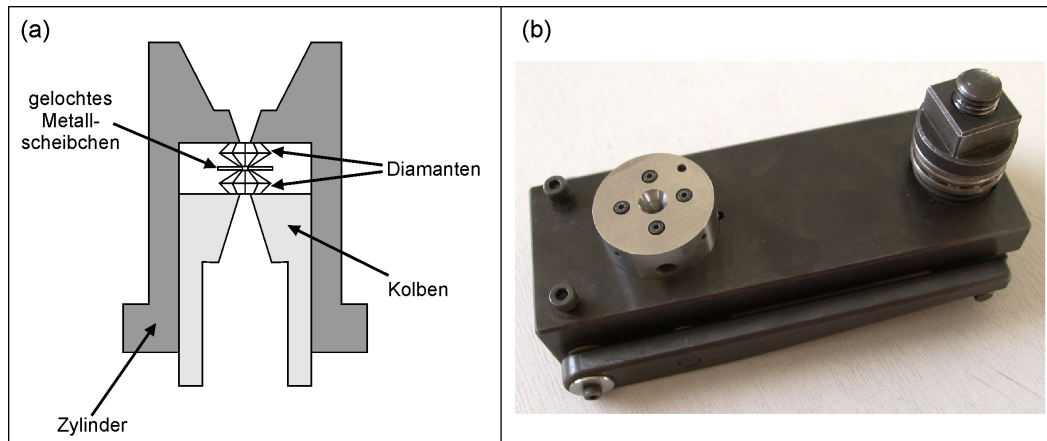 (a)
gelochtes
Metall-
scheibchen
Diamanten
Kolben
Zylinder
(b)